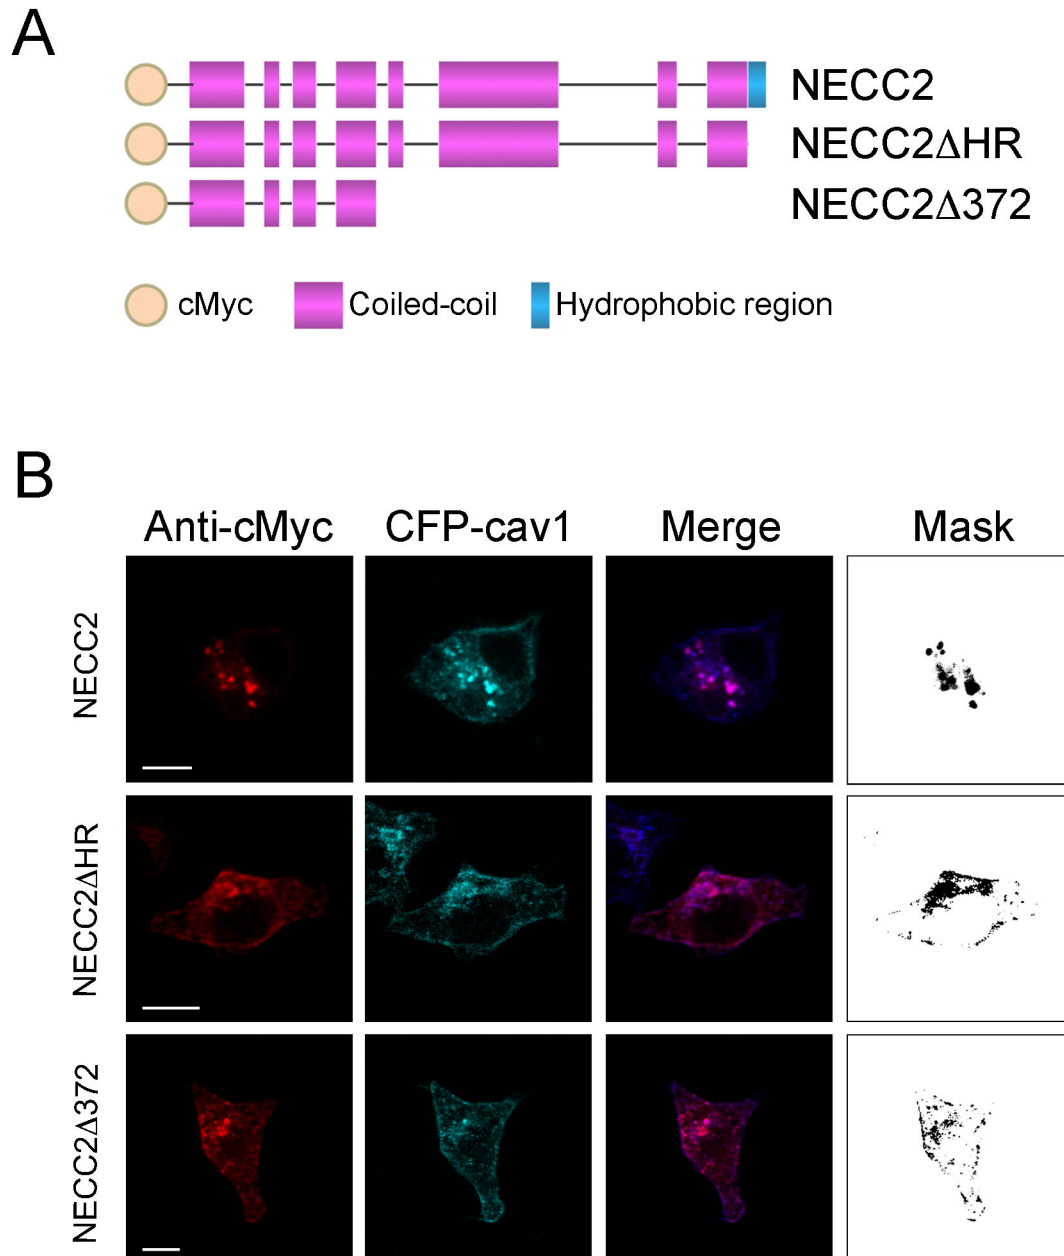 A
NECC2
NECC2ΔHR
NECC2Δ372
cMyc
Coiled-coil
Hydrophobic region
B
Anti-cMyc
CFP-cav1
Merge
Mask
NECC2
NECC2ΔHR
NECC2Δ372